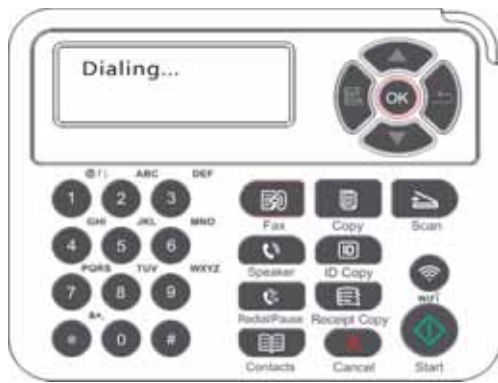 Dialing...
OK
@/: ABC DEF
1 2 3
GHI JKL MNO
4 5 6
PQRS TUV WXYZ
7 8 9
* 0 #
Fax Copy Scan
Speaker ID Copy
ID
WiFi
Redial/Pause Receipt Copy
Contacts Cancel Start